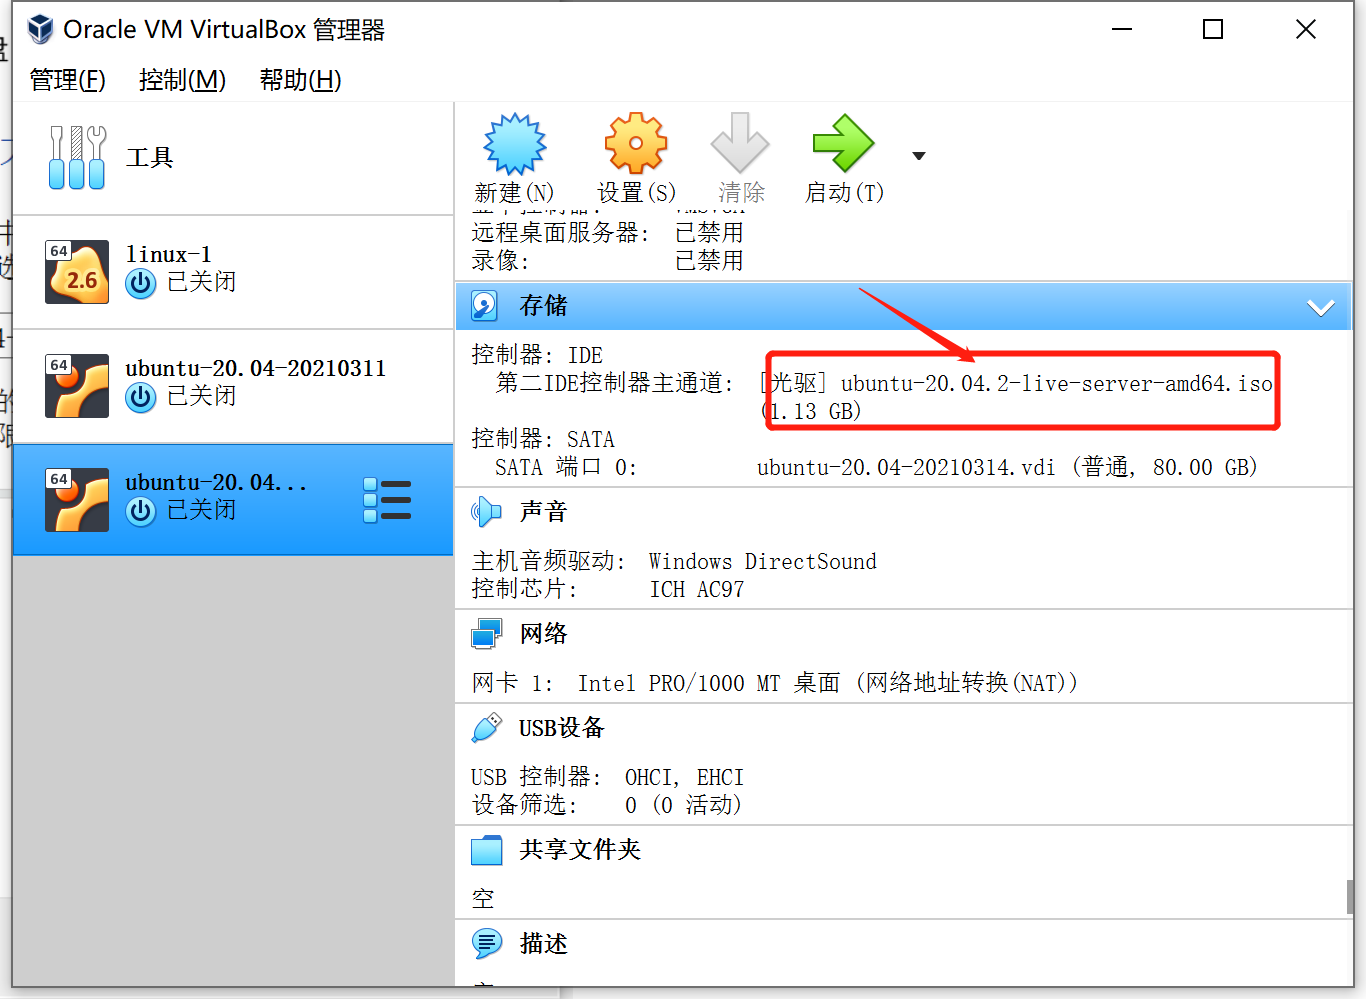 Oracle VM VirtualBox 管理器
管理(F) 控制(M) 帮助(H)
工具
新建(N) 设置(S) 清除 启动(T)
远程桌面服务器: 已禁用
录像: 已禁用
64 2.6 linux-1
已关闭
64 ubuntu-20.04-20210311
已关闭
64 ubuntu-20.04...
已关闭
存储
控制器: IDE
第二IDE控制器主通道: [光驱] ubuntu-20.04.2-live-server-amd64.iso
(1.13 GB)
控制器: SATA
SATA 端口 0: ubuntu-20.04-20210314.vdi (普通, 80.00 GB)
声音
主机音频驱动: Windows DirectSound
控制芯片: ICH AC97
网络
网卡 1: Intel PRO/1000 MT 桌面 (网络地址转换(NAT))
USB设备
USB 控制器: OHCI, EHCI
设备筛选: 0 (0 活动)
共享文件夹
空
描述